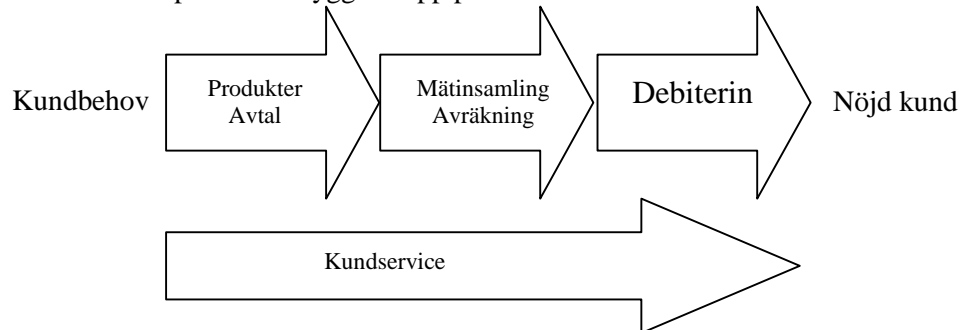 Kundbehov
Produkter
Avtal
Mätinsamling
Avräkning
Debiterin
Nöjd kund
Kundservice